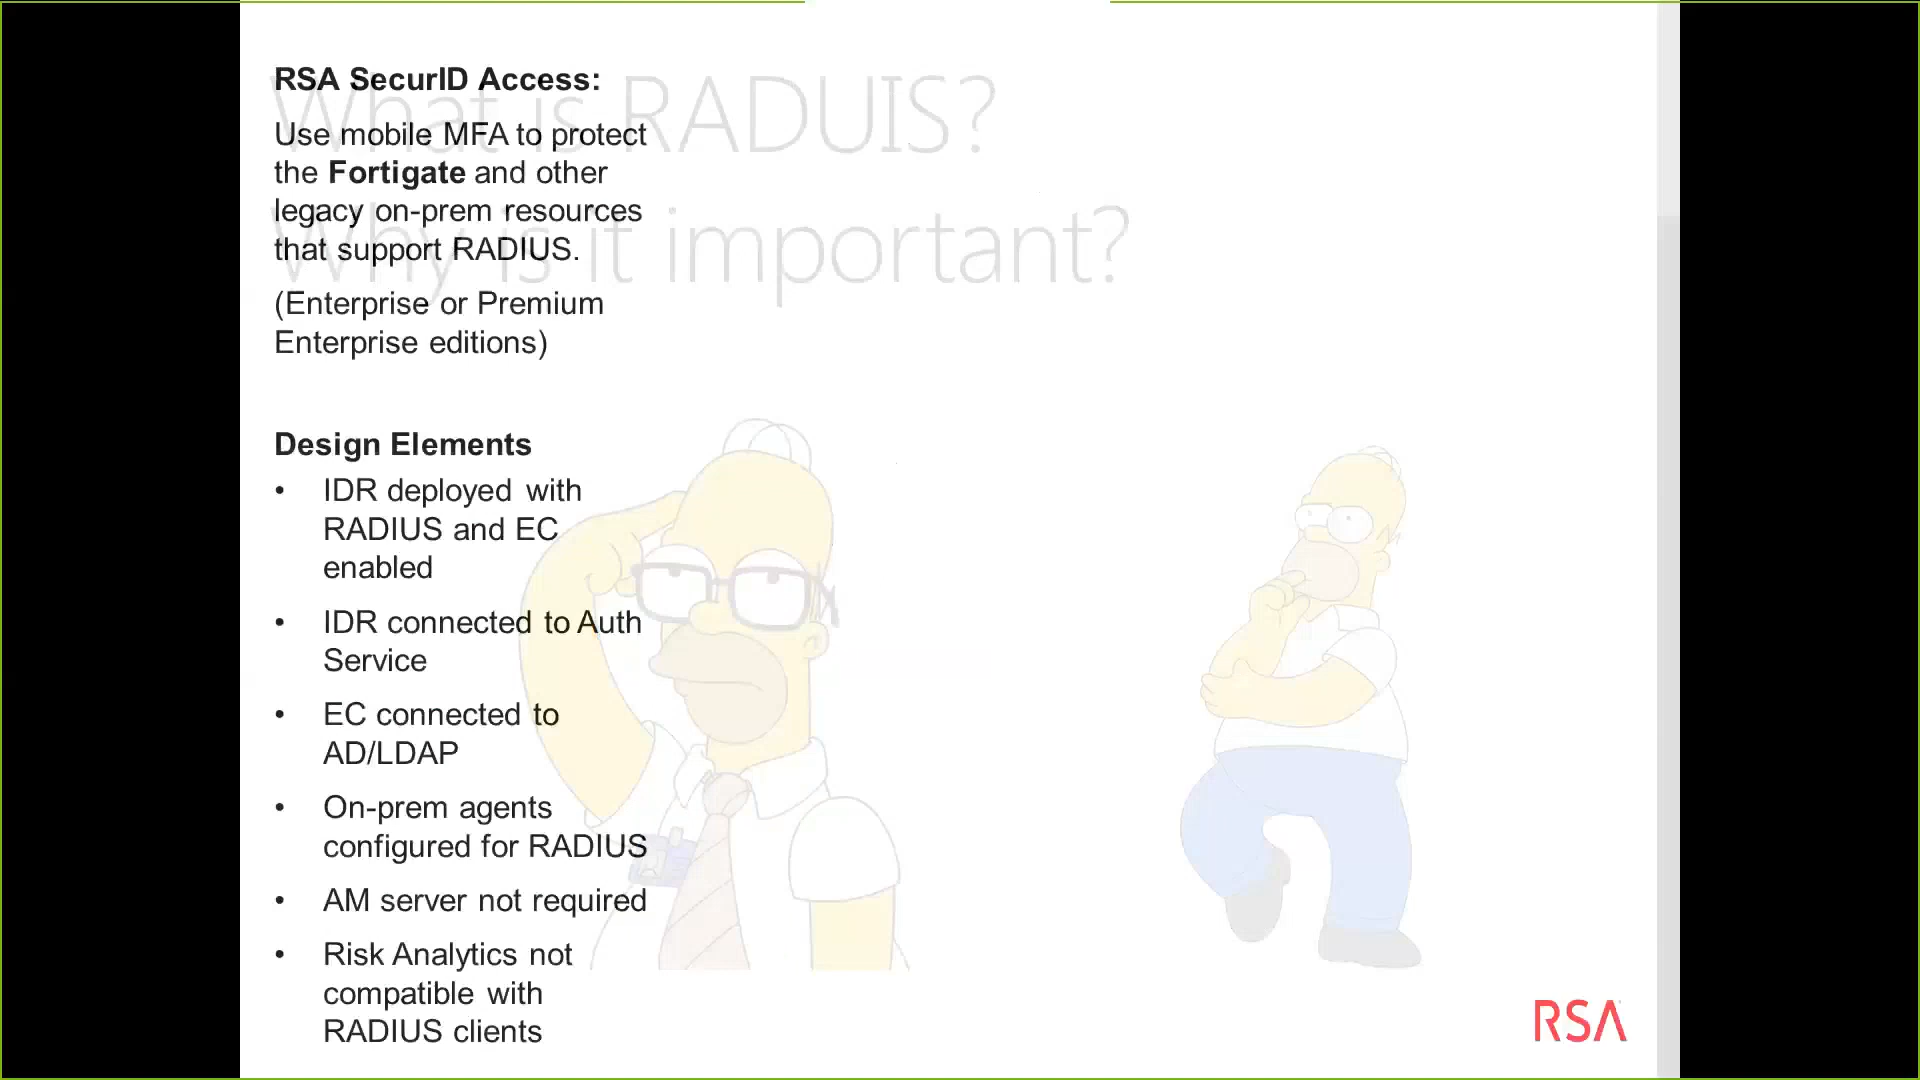 What is RADUIS?
Why is it important?
RSA SecurID Access:
Use mobile MFA to protect
the Fortigate and other
legacy on-prem resources
that support RADIUS.
(Enterprise or Premium
Enterprise editions)
Design Elements
• IDR deployed with
RADIUS and EC
enabled
• IDR connected to Auth
Service
• EC connected to
AD/LDAP
• On-prem agents
configured for RADIUS
• AM server not required
• Risk Analytics not
compatible with
RADIUS clients
RSA